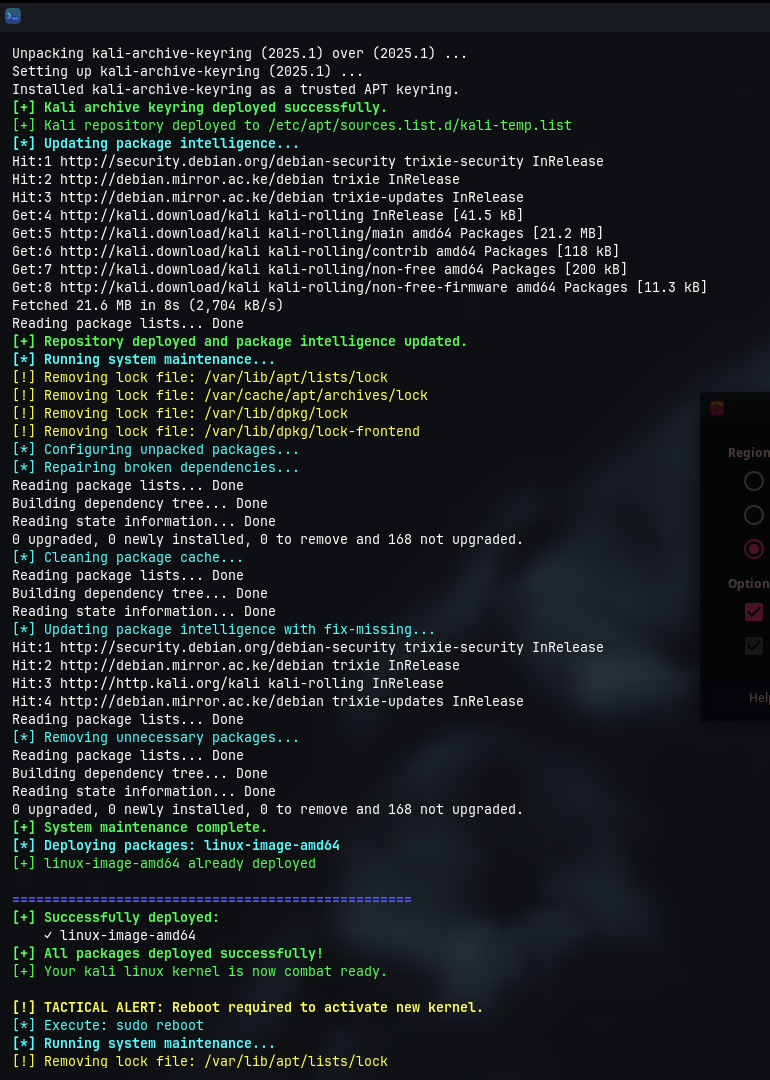 Unpacking kali-archive-keyring (2025.1) over (2025.1) ...
Setting up kali-archive-keyring (2025.1) ...
Installed kali-archive-keyring as a trusted APT keyring.
[+] Kali archive keyring deployed successfully.
[+] Kali repository deployed to /etc/apt/sources.list.d/kali-temp.list
[*] Updating package intelligence...
Hit:1 http://security.debian.org/debian-security trixie-security InRelease
Hit:2 http://debian.mirror.ac.ke/debian trixie InRelease
Hit:3 http://debian.mirror.ac.ke/debian trixie-updates InRelease
Get:4 http://kali.download/kali kali-rolling InRelease [41.5 kB]
Get:5 http://kali.download/kali kali-rolling/main amd64 Packages [21.2 MB]
Get:6 http://kali.download/kali kali-rolling/contrib amd64 Packages [118 kB]
Get:7 http://kali.download/kali kali-rolling/non-free amd64 Packages [200 kB]
Get:8 http://kali.download/kali kali-rolling/non-free-firmware amd64 Packages [11.3 kB]
Fetched 21.6 MB in 8s (2,704 kB/s)
Reading package lists... Done
[+] Repository deployed and package intelligence updated.
[*] Running system maintenance...
[!] Removing lock file: /var/lib/apt/lists/lock
[!] Removing lock file: /var/cache/apt/archives/lock
[!] Removing lock file: /var/lib/dpkg/lock
[!] Removing lock file: /var/lib/dpkg/lock-frontend
[*] Configuring unpacked packages...
[*] Repairing broken dependencies...
Reading package lists... Done
Building dependency tree... Done
Reading state information... Done
0 upgraded, 0 newly installed, 0 to remove and 168 not upgraded.
[*] Cleaning package cache...
Reading package lists... Done
Building dependency tree... Done
Reading state information... Done
[*] Updating package intelligence with fix-missing...
Hit:1 http://security.debian.org/debian-security trixie-security InRelease
Hit:2 http://debian.mirror.ac.ke/debian trixie InRelease
Hit:3 http://http.kali.org/kali kali-rolling InRelease
Hit:4 http://debian.mirror.ac.ke/debian trixie-updates InRelease
Reading package lists... Done
[*] Removing unnecessary packages...
Reading package lists... Done
Building dependency tree... Done
Reading state information... Done
0 upgraded, 0 newly installed, 0 to remove and 168 not upgraded.
[+] System maintenance complete.
[*] Deploying packages: linux-image-amd64
[+] linux-image-amd64 already deployed
==================================================
[+] Successfully deployed:
✓ linux-image-amd64
[+] All packages deployed successfully!
[+] Your kali linux kernel is now combat ready.
[!] TACTICAL ALERT: Reboot required to activate new kernel.
[*] Execute: sudo reboot
[*] Running system maintenance...
[!] Removing lock file: /var/lib/apt/lists/lock
Region
Option
Help